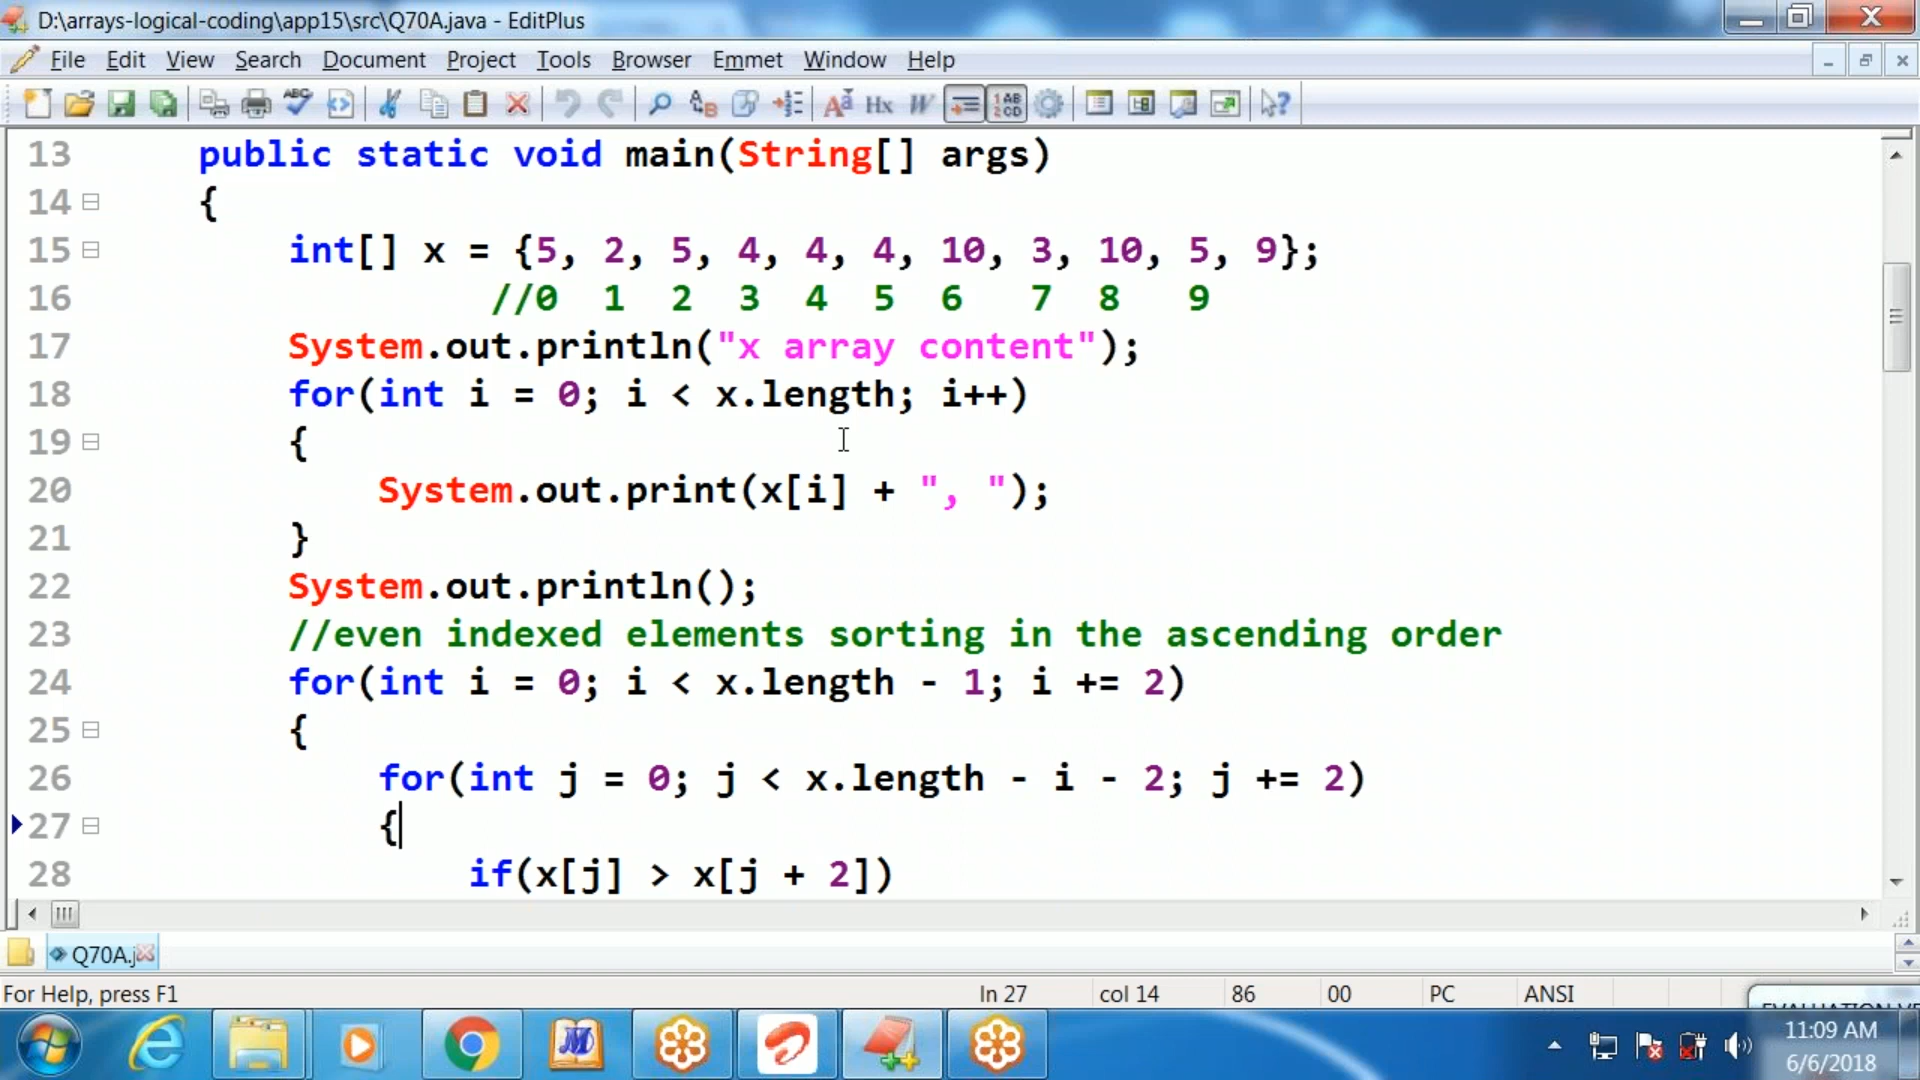 D:\arrays-logical-coding\app15\src\Q70A.java - EditPlus
File Edit View Search Document Project Tools Browser Emmet Window Help
13 public static void main(String[] args)
14 {
15 int[] x = {5, 2, 5, 4, 4, 4, 10, 3, 10, 5, 9};
16 //0 1 2 3 4 5 6 7 8 9
17 System.out.println("x array content");
18 for(int i = 0; i < x.length; i++)
19 {
20 System.out.print(x[i] + ", ");
21 }
22 System.out.println();
23 //even indexed elements sorting in the ascending order
24 for(int i = 0; i < x.length - 1; i += 2)
25 {
26 for(int j = 0; j < x.length - i - 2; j += 2)
27 {
28 if(x[j] > x[j + 2])
Q70A.j
For Help, press F1 ln 27 col 14 86 00 PC ANSI
11:09 AM
6/6/2018